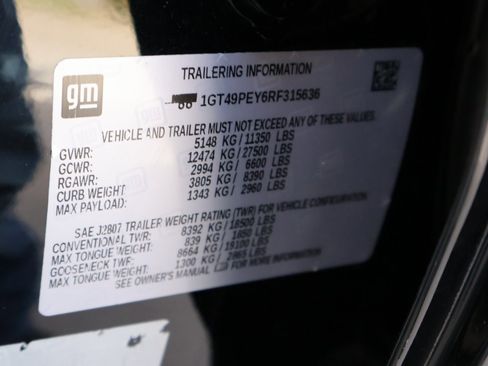 TRAILERING INFORMATION
gm
1GT49PEY6RF315636
VEHICLE AND TRAILER MUST NOT EXCEED ANY OF THESE VALUES.
GVWR: 5148 KG / 11350 LBS
GCWR: 12474 KG / 27500 LBS
RGAWR: 2994 KG / 6600 LBS
CURB WEIGHT: 3805 KG / 8390 LBS
MAX PAYLOAD: 1343 KG / 2960 LBS
SAE J2807 TRAILER WEIGHT RATING (TWR) FOR VEHICLE CONFIGURATION.
CONVENTIONAL TWR: 8392 KG / 18500 LBS
MAX TONGUE WEIGHT: 839 KG / 1850 LBS
GOOSENECK TWR: 8664 KG / 19100 LBS
MAX TONGUE WEIGHT: 1300 KG / 2865 LBS
SEE OWNER'S MANUAL FOR MORE INFORMATION